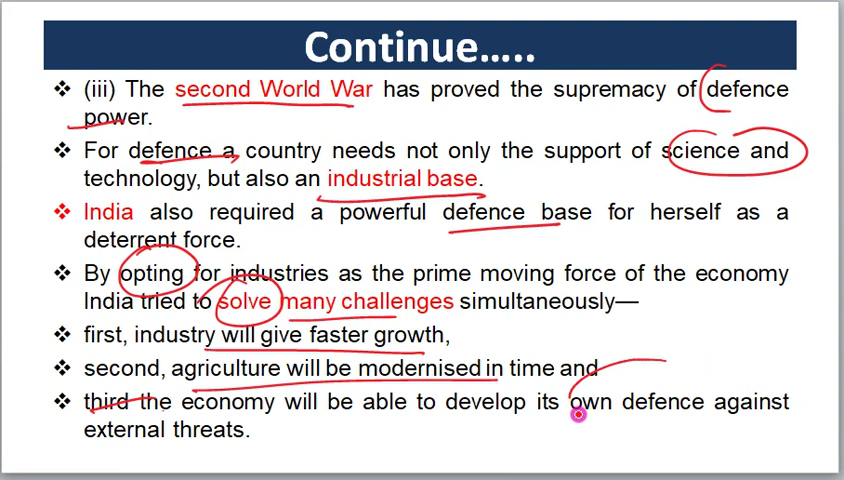 Continue…..
❖ (iii) The second World War has proved the supremacy of defence
power.
❖ For defence a country needs not only the support of science and
technology, but also an industrial base.
❖ India also required a powerful defence base for herself as a
deterrent force.
❖ By opting for industries as the prime moving force of the economy
India tried to solve many challenges simultaneously—
❖ first, industry will give faster growth,
❖ second, agriculture will be modernised in time and
❖ third the economy will be able to develop its own defence against
external threats.